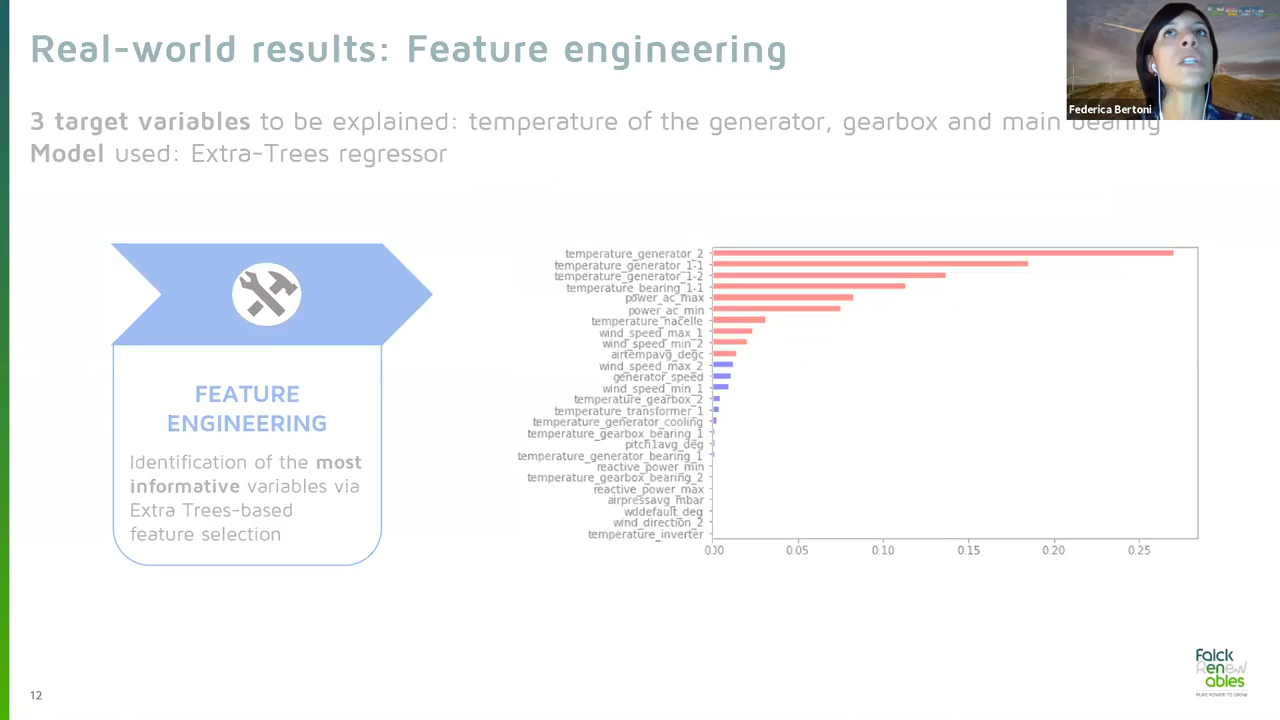 Real-world results: Feature engineering
Federica Bertoni
3 target variables to be explained: temperature of the generator, gearbox and main bearing
Model used: Extra-Trees regressor
FEATURE
ENGINEERING
Identification of the most
informative variables via
Extra Trees-based
feature selection
temperature_generator_2
temperature_generator_1-1
temperature_generator_1-2
temperature_bearing_1-1
power_ac_max
power_ac_min
temperature_nacelle
wind_speed_max_1
wind_speed_min_2
airtempavg_degc
wind_speed_max_2
generator_speed
wind_speed_min_1
temperature_gearbox_2
temperature_transformer_1
temperature_generator_cooling
temperature_gearbox_bearing_1
pitch1avg_deg
temperature_generator_bearing_1
reactive_power_min
temperature_gearbox_bearing_2
reactive_power_max
airpressavg_mbar
wddefault_deg
wind_direction_2
temperature_inverter
0.00 0.05 0.10 0.15 0.20 0.25
Falck
Renew
ables
PURE POWER TO GROW
12